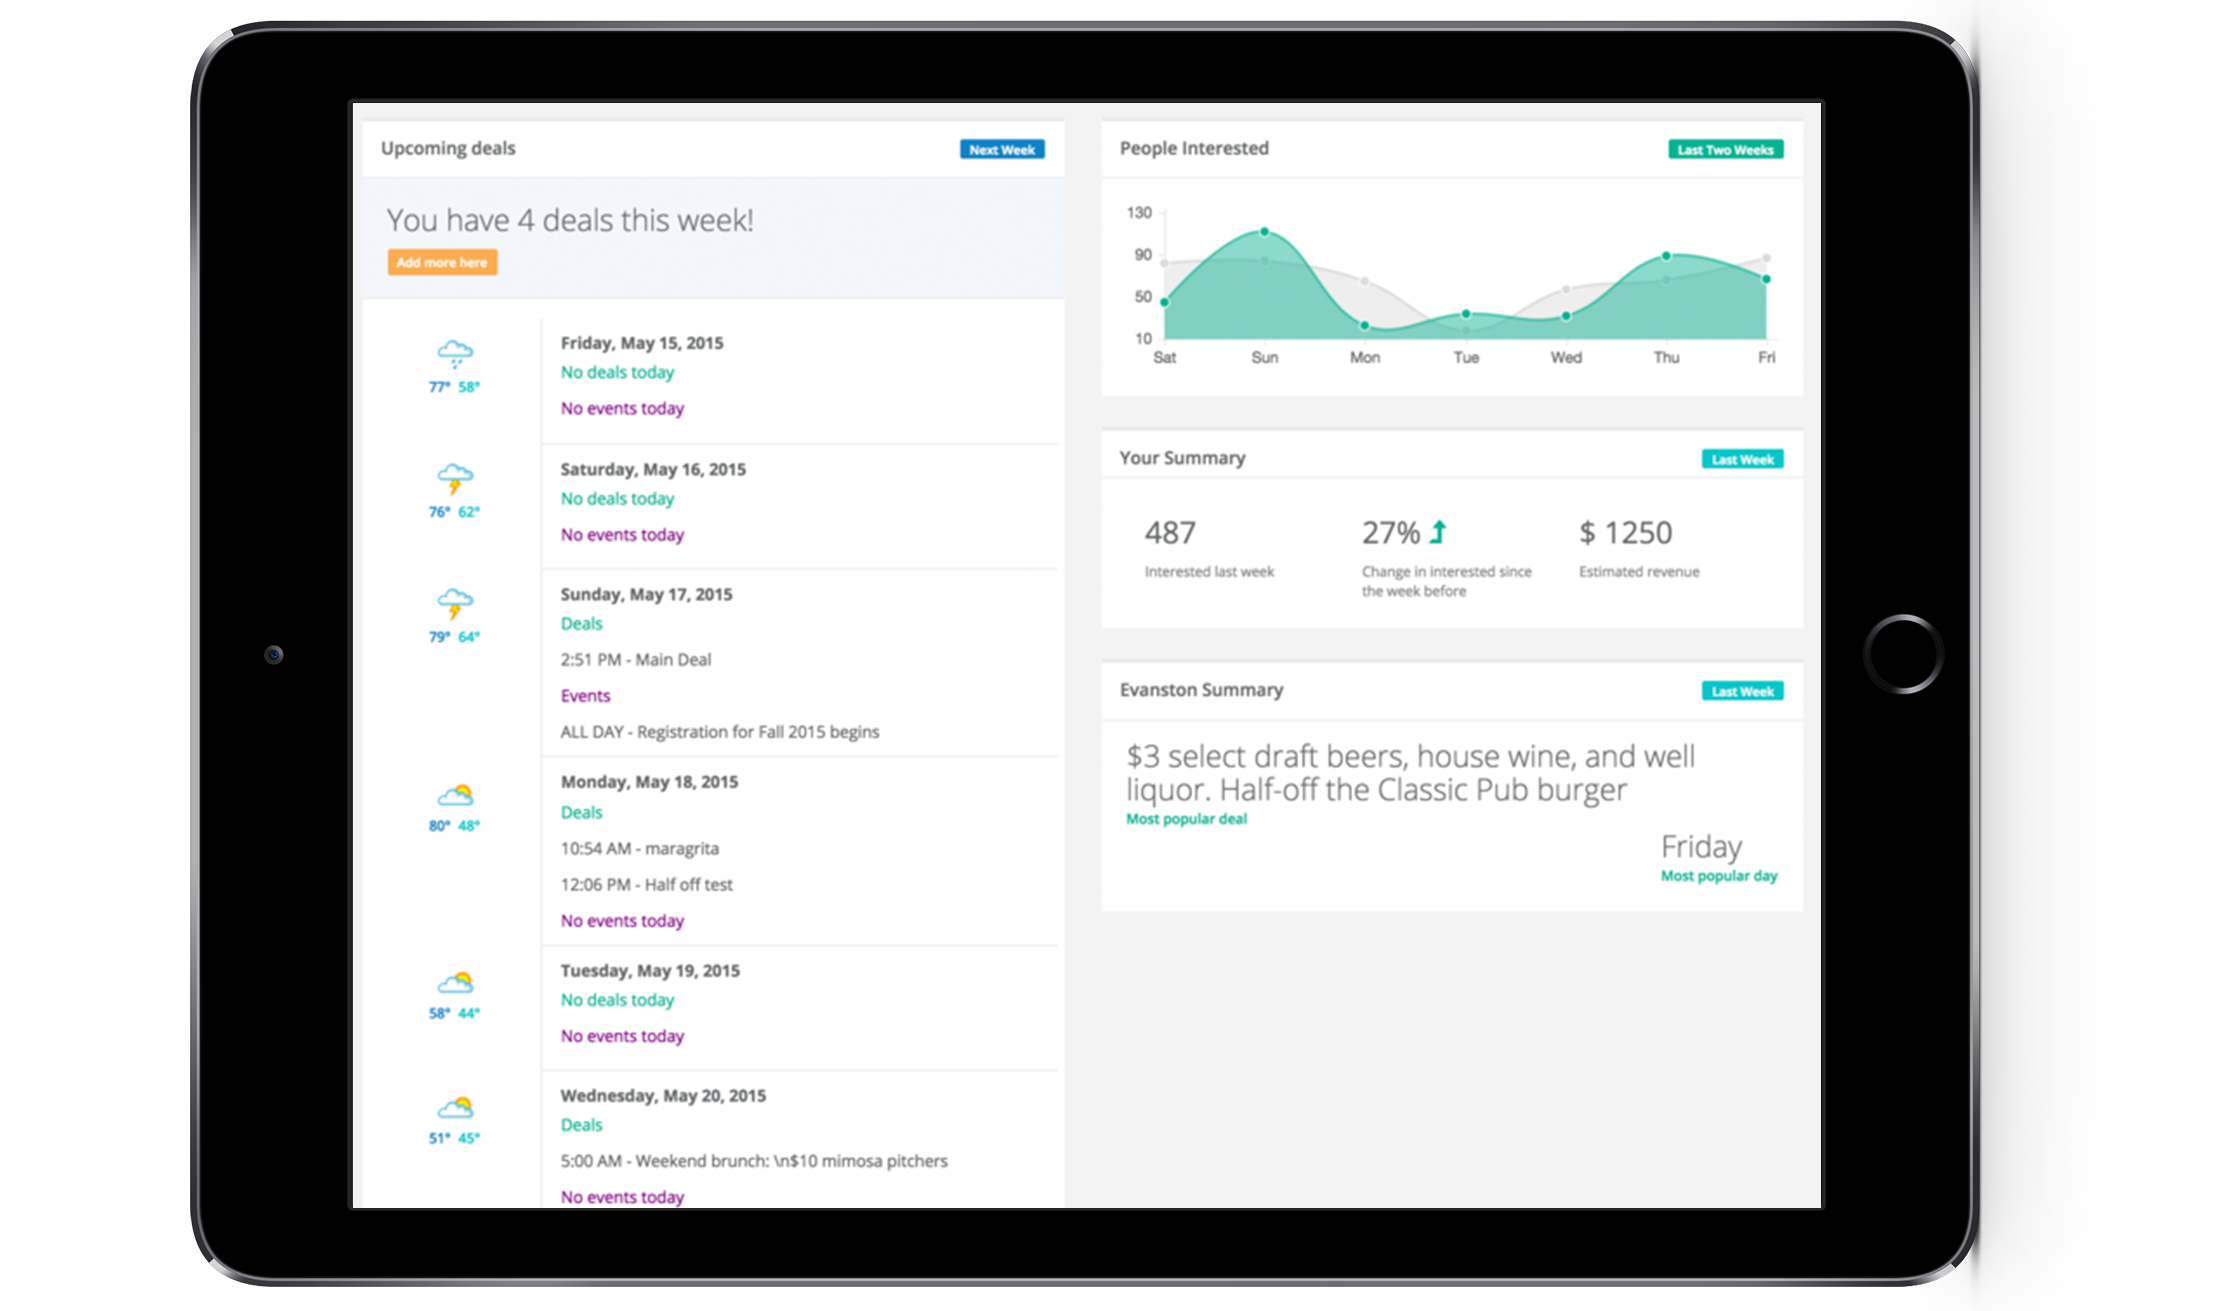 Upcoming deals
Next Week
You have 4 deals this week!
Add more here
77° 58°
Friday, May 15, 2015
No deals today
No events today
76° 62°
Saturday, May 16, 2015
No deals today
No events today
79° 64°
Sunday, May 17, 2015
Deals
2:51 PM - Main Deal
Events
ALL DAY - Registration for Fall 2015 begins
80° 48°
Monday, May 18, 2015
Deals
10:54 AM - maragrita
12:06 PM - Half off test
No events today
58° 44°
Tuesday, May 19, 2015
No deals today
No events today
51° 45°
Wednesday, May 20, 2015
Deals
5:00 AM - Weekend brunch: \n$10 mimosa pitchers
No events today
People Interested
Last Two Weeks
130
90
50
10
Sat Sun Mon Tue Wed Thu Fri
Your Summary
Last Week
487
Interested last week
27%
Change in interested since
the week before
$ 1250
Estimated revenue
Evanston Summary
Last Week
$3 select draft beers, house wine, and well
liquor. Half-off the Classic Pub burger
Most popular deal
Friday
Most popular day